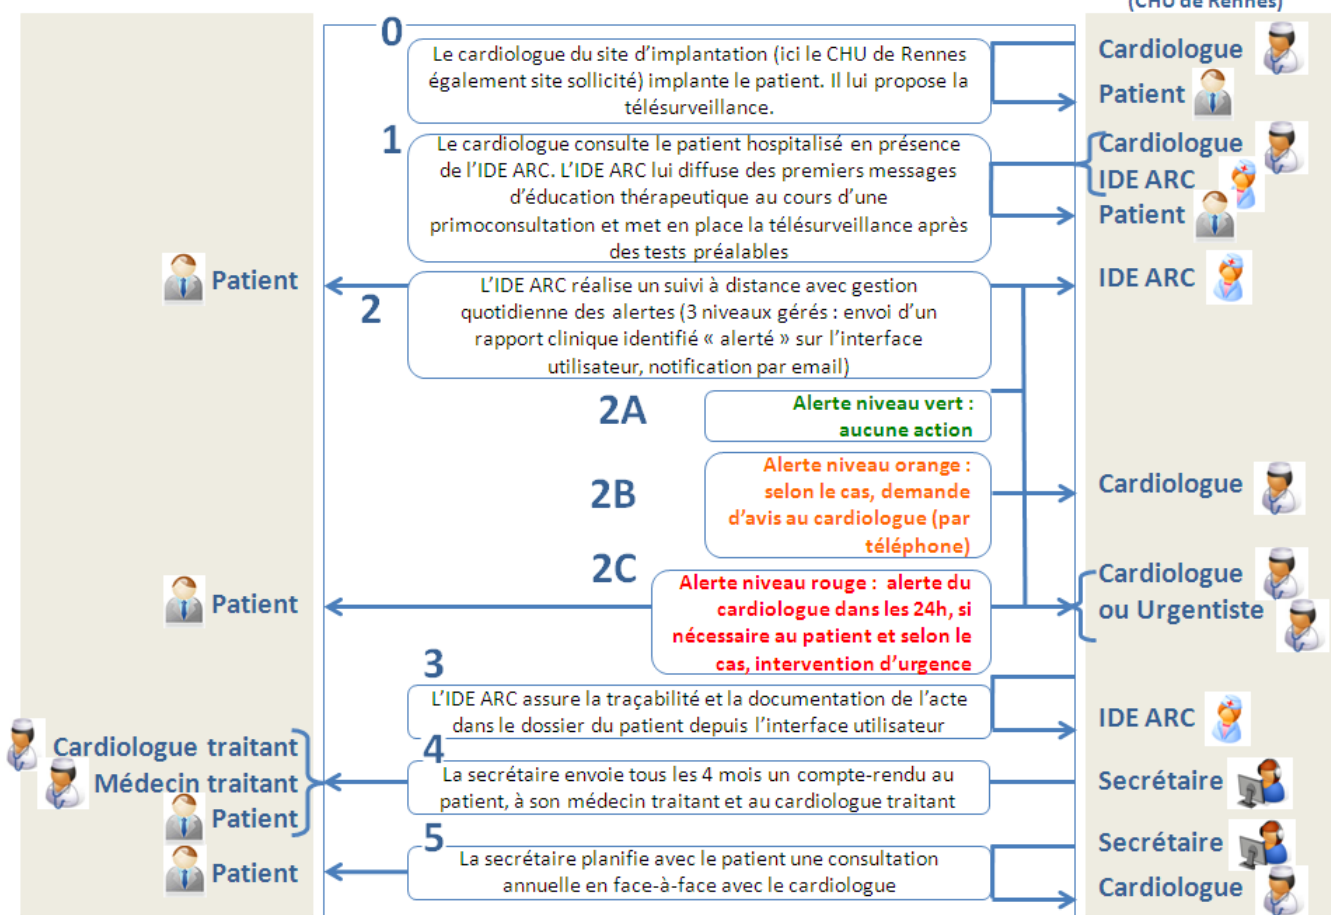 (CHU de Rennes)
0
Le cardiologue du site d’implantation (ici le CHU de Rennes
également site sollicité) implante le patient. Il lui propose la
télésurveillance.
Cardiologue
Patient
1
Le cardiologue consulte le patient hospitalisé en présence
de l’IDE ARC. L’IDE ARC lui diffuse des premiers messages
d’éducation thérapeutique au cours d’une
primoconsultation et met en place la télésurveillance après
des tests préalables
Cardiologue
IDE ARC
Patient
Patient
2
L’IDE ARC réalise un suivi à distance avec gestion
quotidienne des alertes (3 niveaux gérés : envoi d’un
rapport clinique identifié « alerté » sur l’interface
utilisateur, notification par email)
IDE ARC
2A
Alerte niveau vert :
aucune action
2B
Alerte niveau orange :
selon le cas, demande
d’avis au cardiologue (par
téléphone)
Cardiologue
2C
Patient
Alerte niveau rouge : alerte du
cardiologue dans les 24h, si
nécessaire au patient et selon le
cas, intervention d’urgence
Cardiologue
ou Urgentiste
3
L’IDE ARC assure la traçabilité et la documentation de l’acte
dans le dossier du patient depuis l’interface utilisateur
IDE ARC
Cardiologue traitant
Médecin traitant
Patient
4
La secrétaire envoie tous les 4 mois un compte-rendu au
patient, à son médecin traitant et au cardiologue traitant
Secrétaire
5
Patient
La secrétaire planifie avec le patient une consultation
annuelle en face-à-face avec le cardiologue
Secrétaire
Cardiologue